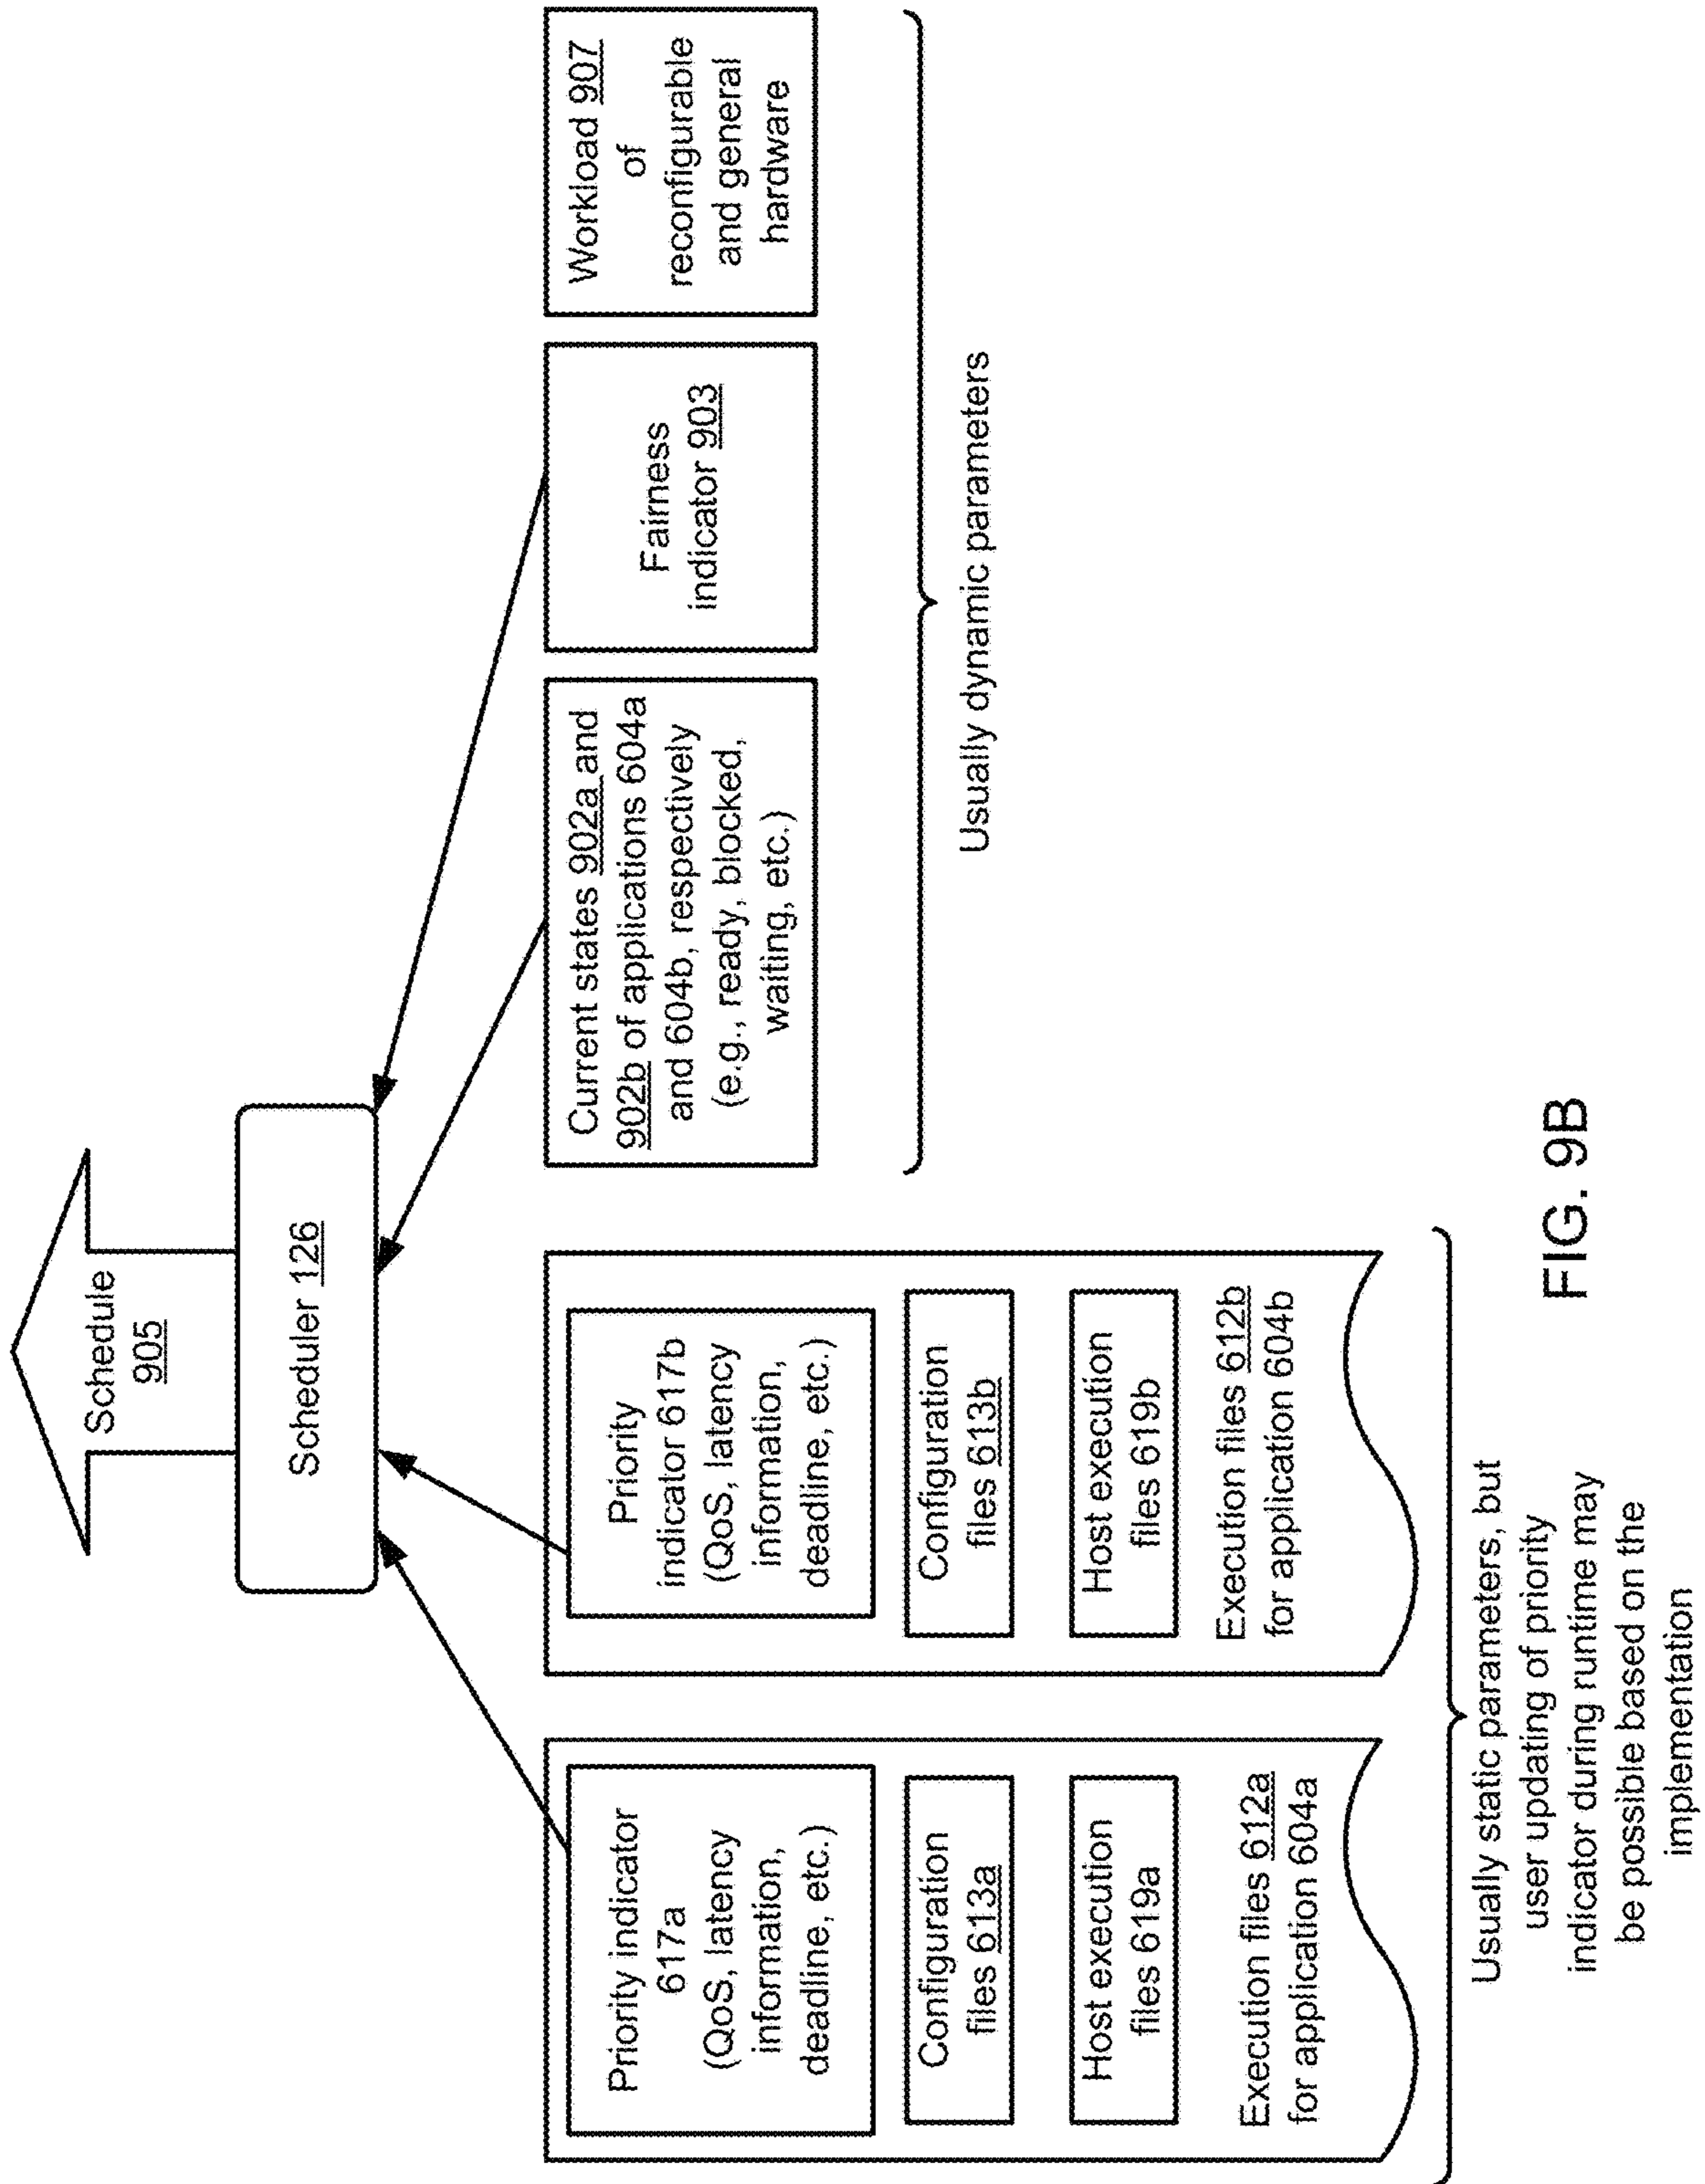 Schedule
905
Scheduler 126
Priority indicator
617a
(QoS, latency
information,
deadline, etc.)
Configuration
files 613a
Host execution
files 619a
Execution files 612a
for application 604a
Priority
indicator 617b
(QoS, latency
information,
deadline, etc.)
Configuration
files 613b
Host execution
files 619b
Execution files 612b
for application 604b
Current states 902a and
902b of applications 604a
and 604b, respectively
(e.g., ready, blocked,
waiting, etc.)
Fairness
indicator 903
Workload 907
of
reconfigurable
and general
hardware
Usually dynamic parameters
Usually static parameters, but
user updating of priority
indicator during runtime may
be possible based on the
implementation
FIG. 9B